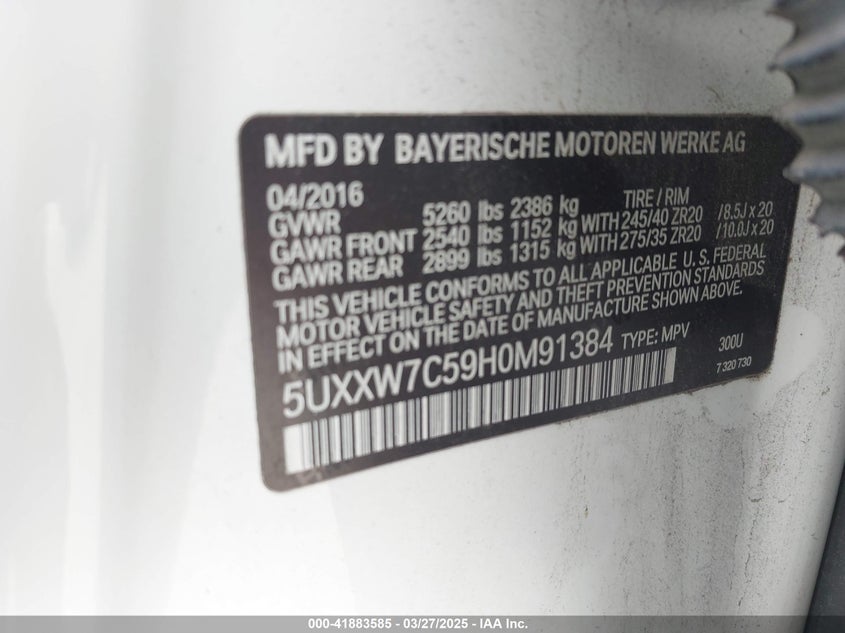 MFD BY BAYERISCHE MOTOREN WERKE AG
04/2016 TIRE / RIM
GVWR 5260 lbs 2386 kg
GAWR FRONT 2540 lbs 1152 kg WITH 245/40 ZR20 /8.5J x 20
GAWR REAR 2899 lbs 1315 kg WITH 275/35 ZR20 /10.0J x 20
THIS VEHICLE CONFORMS TO ALL APPLICABLE U.S. FEDERAL
MOTOR VEHICLE SAFETY AND THEFT PREVENTION STANDARDS
IN EFFECT ON THE DATE OF MANUFACTURE SHOWN ABOVE.
5UXXW7C59H0M91384 TYPE: MPV 300U
7 320 730
000-41883585 - 03/27/2025 - IAA Inc.